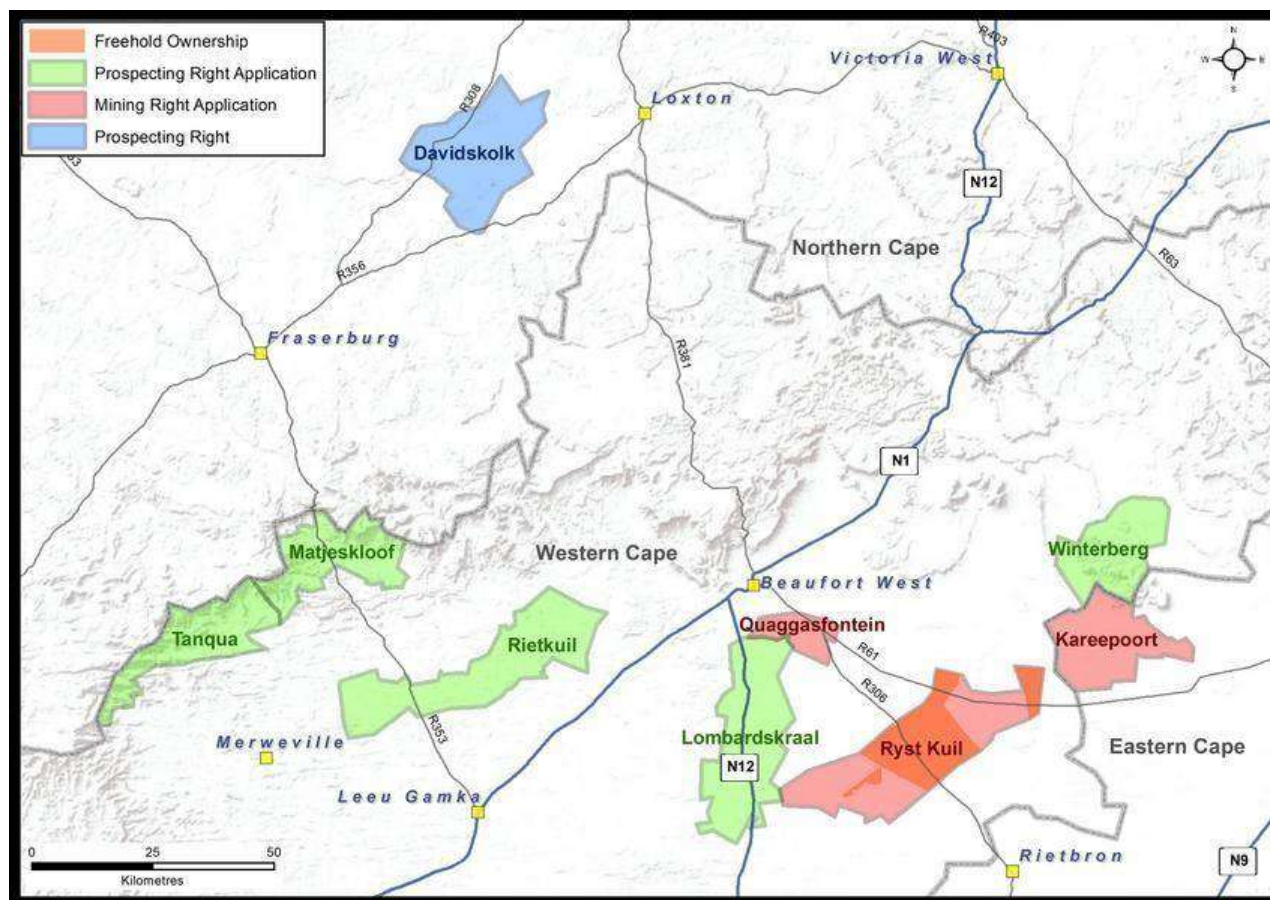 Freehold Ownership
Prospecting Right Application
Mining Right Application
Prospecting Right
N
W
E
S
R403
Victoria West
R308
Loxton
Davidskolk
N12
Northern Cape
R63
R356
Fraserburg
R381
N1
Matjeskloof
Western Cape
Winterberg
Beaufort West
Quaggasfontein
Tanqua
Rietkuil
R61
Kareepoort
R306
R353
Merweville
Lombardskraal
Ryst Kuil
Eastern Cape
N12
Leeu Gamka
Rietbron
N9
0 25 50
Kilometres